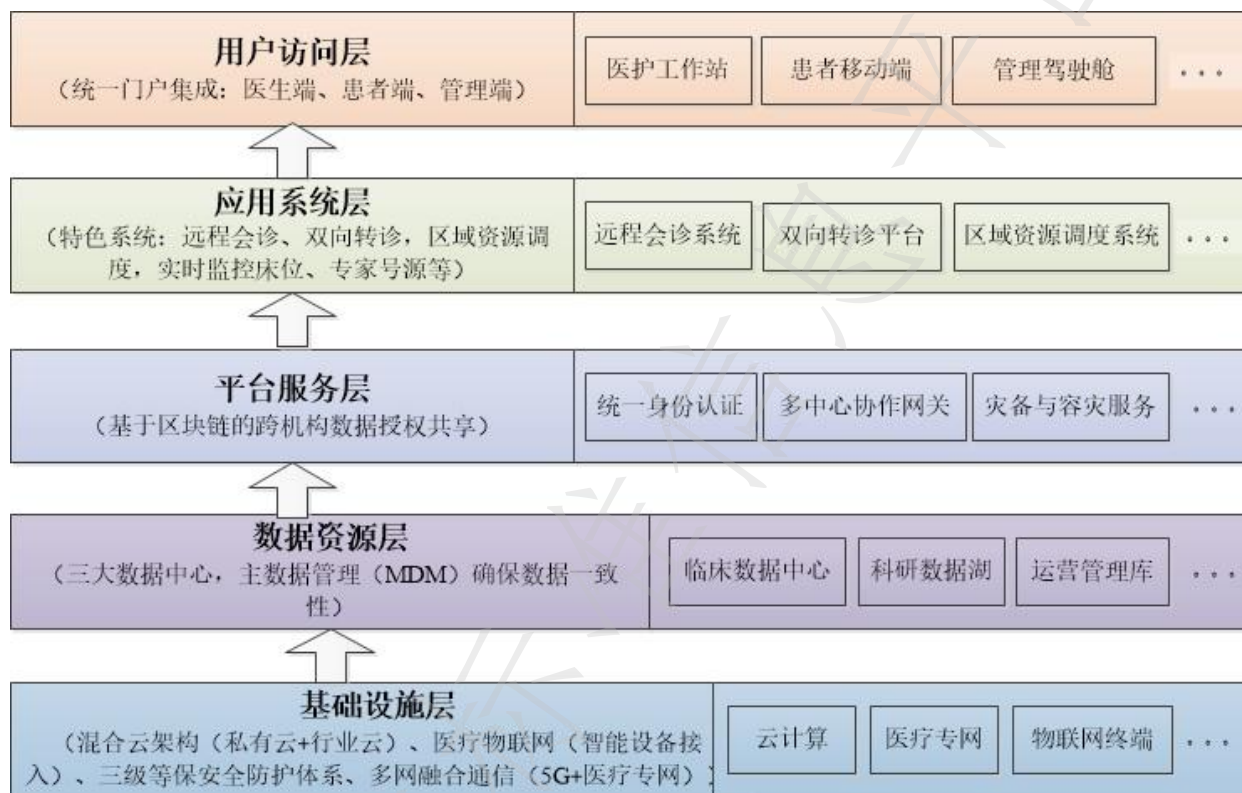 用户访问层
（统一门户集成：医生端、患者端、管理端）
医护工作站
患者移动端
管理驾驶舱
...
应用系统层
（特色系统：远程会诊、双向转诊，区域资源调
度，实时监控床位、专家号源等）
远程会诊系统
双向转诊平台
区域资源调度系统
...
平台服务层
（基于区块链的跨机构数据授权共享）
统一身份认证
多中心协作网关
灾备与容灾服务
...
数据资源层
（三大数据中心，主数据管理（MDM）确保数据一致
性）
临床数据中心
科研数据湖
运营管理库
...
基础设施层
（混合云架构（私有云+行业云）、医疗物联网（智能设备接
入）、三级等保安全防护体系、多网融合通信（5G+医疗专网）
云计算
医疗专网
物联网终端
...